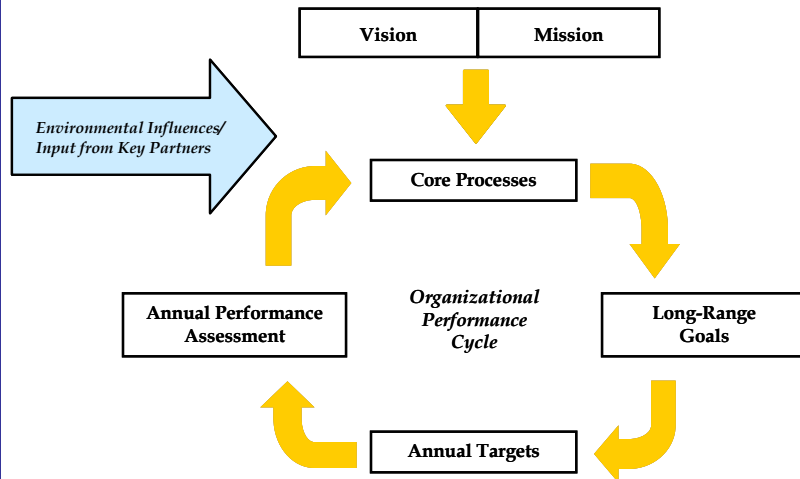 Vision
Mission
Environmental Influences/
Input from Key Partners
Core Processes
Annual Performance
Assessment
Organizational
Performance
Cycle
Long-Range
Goals
Annual Targets